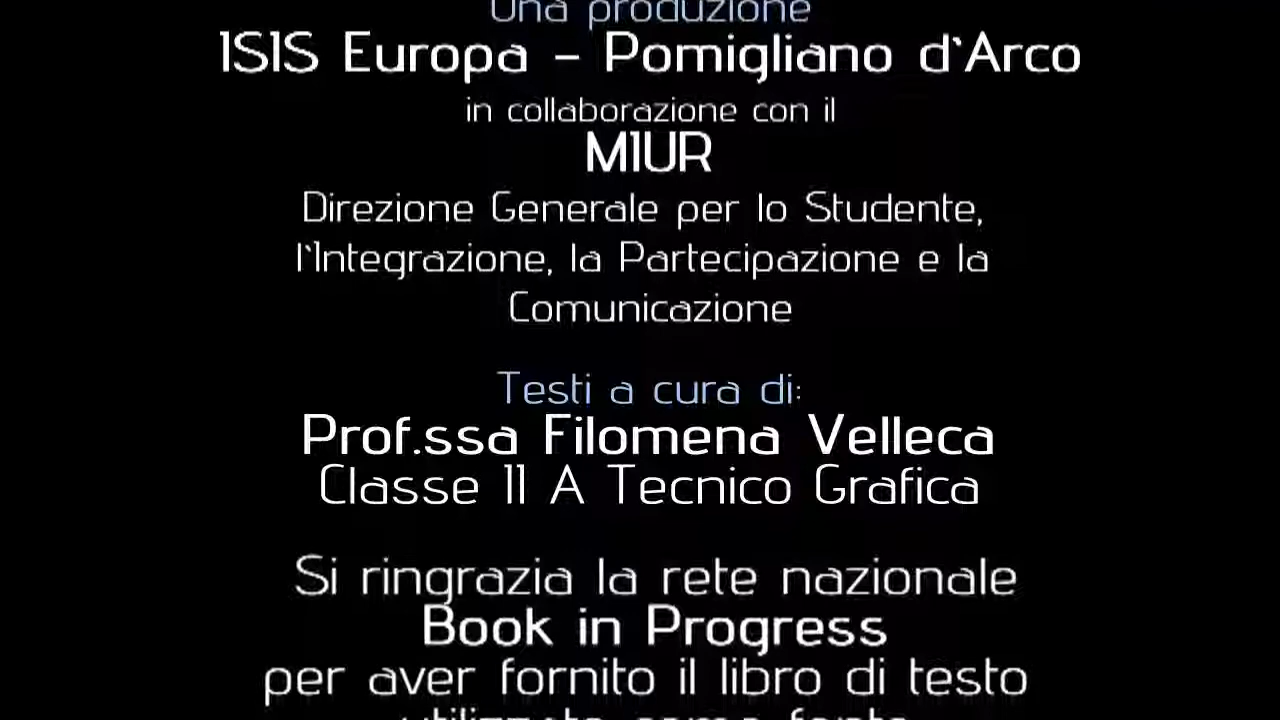 Una produzione
ISIS Europa - Pomigliano d`Arco
in collaborazione con il
MIUR
Direzione Generale per lo Studente,
l`Integrazione, la Partecipazione e la
Comunicazione
Testi a cura di:
Prof.ssa Filomena Velleca
Classe II A Tecnico Grafica
Si ringrazia la rete nazionale
Book in Progress
per aver fornito il libro di testo